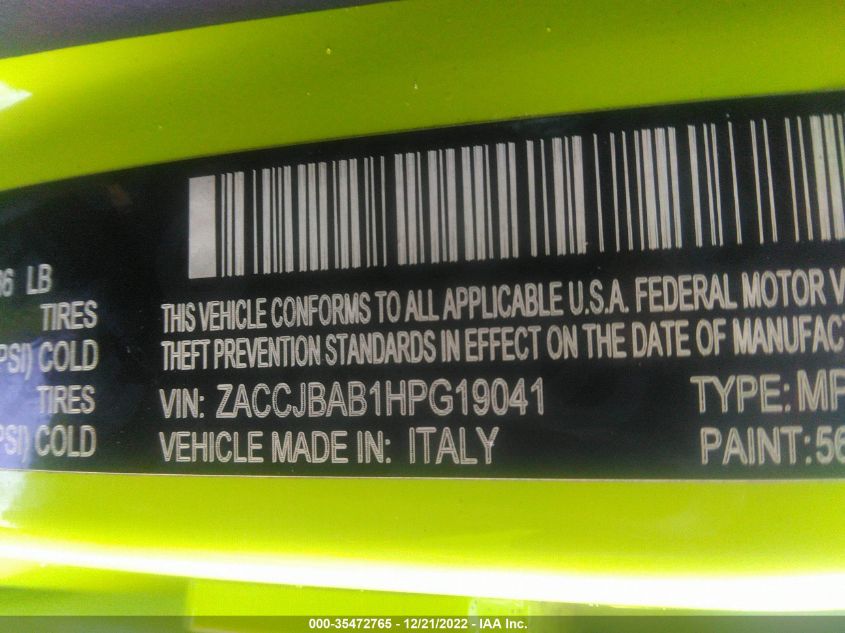 36 LB
TIRES
PSI) COLD
TIRES
PSI) COLD
THIS VEHICLE CONFORMS TO ALL APPLICABLE U.S.A. FEDERAL MOTOR V
THEFT PREVENTION STANDARDS IN EFFECT ON THE DATE OF MANUFACT
VIN: ZACCJBAB1HPG19041 TYPE: MP
VEHICLE MADE IN: ITALY PAINT: 56
000-35472765 - 12/21/2022 - IAA Inc.